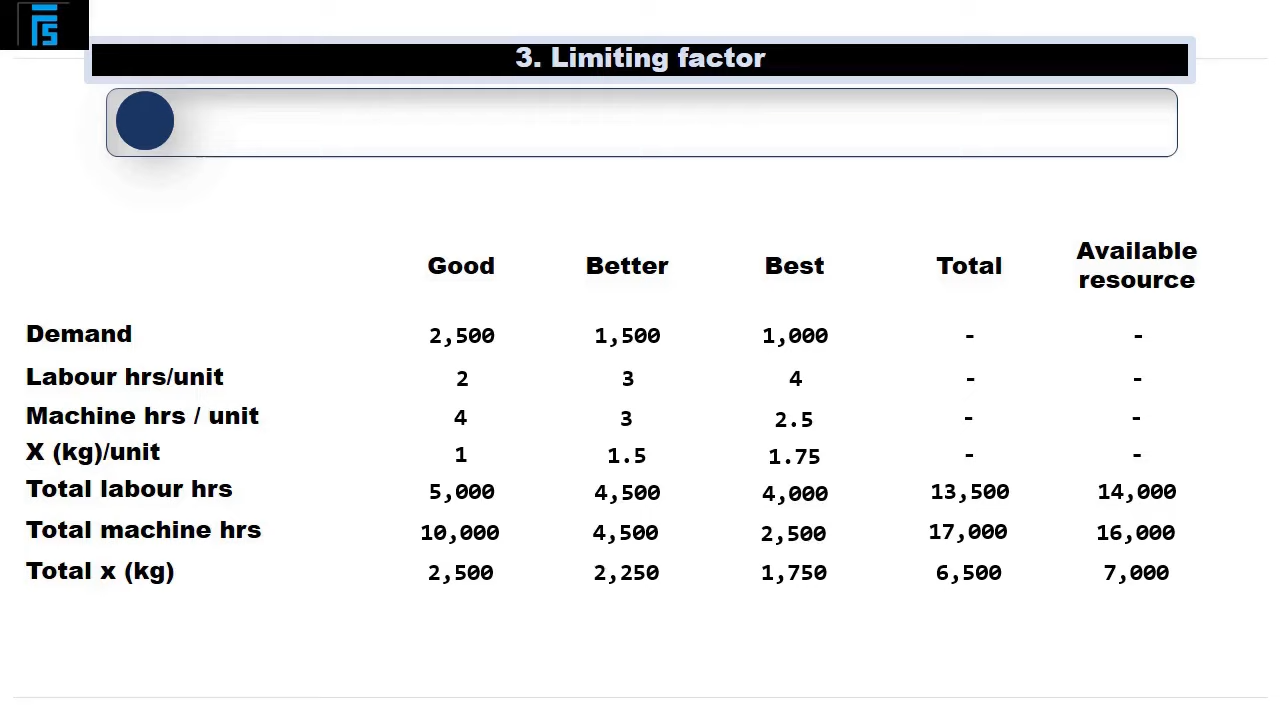 FS
3. Limiting factor
Good Better Best Total Available resource
Demand 2,500 1,500 1,000 - -
Labour hrs/unit 2 3 4 - -
Machine hrs / unit 4 3 2.5 - -
X (kg)/unit 1 1.5 1.75 - -
Total labour hrs 5,000 4,500 4,000 13,500 14,000
Total machine hrs 10,000 4,500 2,500 17,000 16,000
Total x (kg) 2,500 2,250 1,750 6,500 7,000